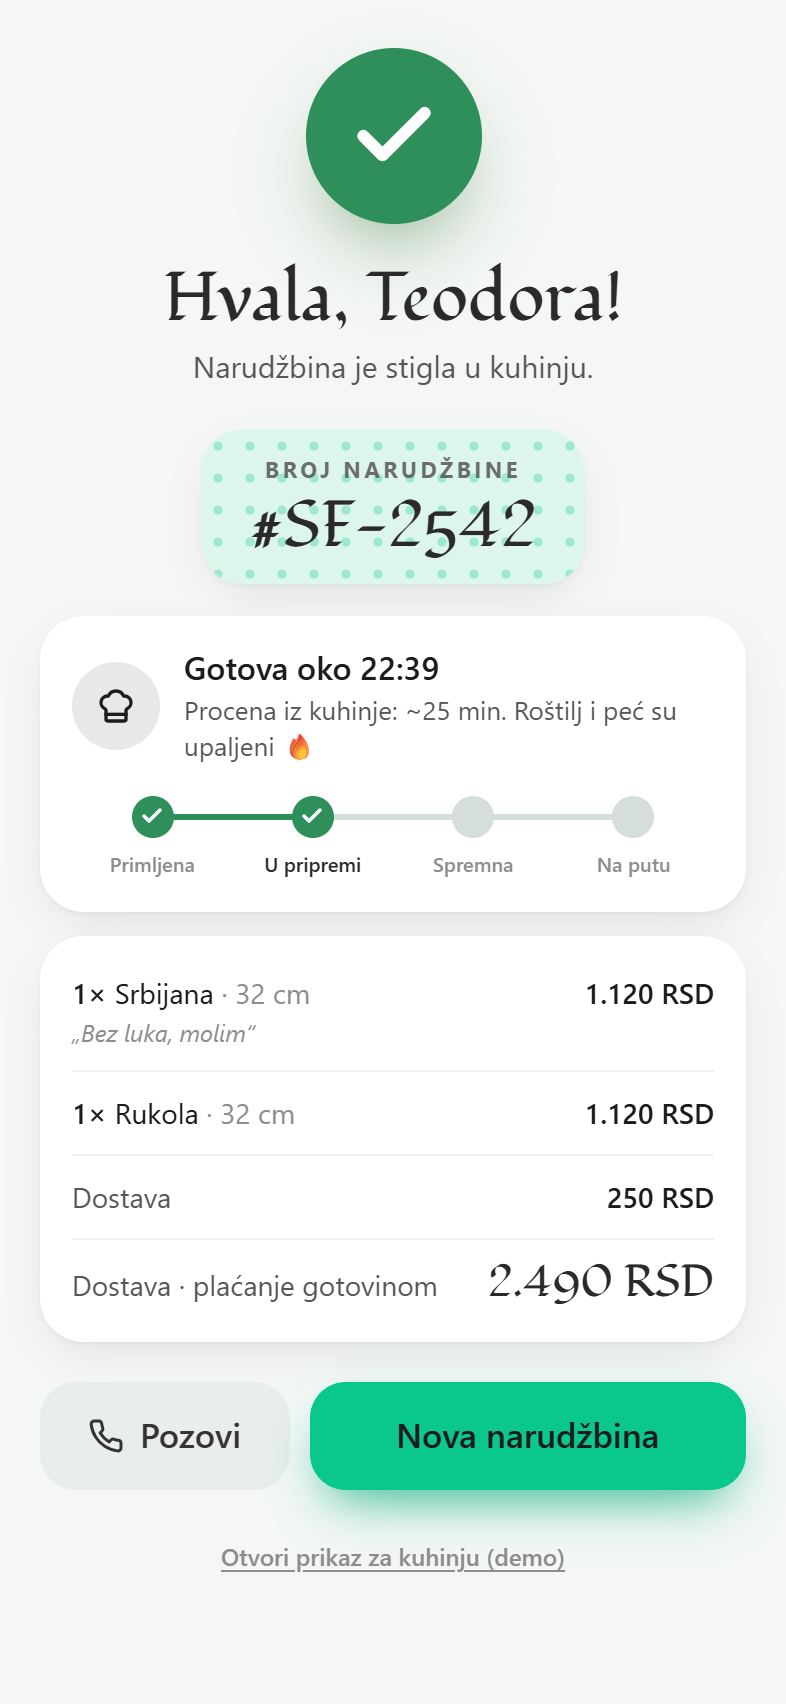 Hvala, Teodora!
Narudžbina je stigla u kuhinju.
BROJ NARUDŽBINE
#SE-2542
Gotova oko 22:39
Procena iz kuhinje: ~25 min. Roštilj i peć su
upaljeni 🔥
Primljena U pripremi Spremna Na putu
1× Srbijana · 32 cm 1.120 RSD
„Bez luka, molim“
1× Rukola · 32 cm 1.120 RSD
Dostava 250 RSD
Dostava · plaćanje gotovinom 2.490 RSD
Pozovi Nova narudžbina
Otvori prikaz za kuhinju (demo)